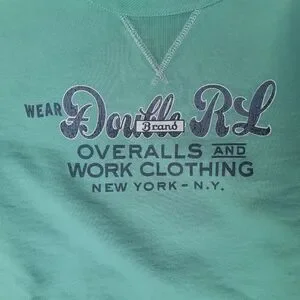 WEAR Double RL
Brand
OVERALLS AND
WORK CLOTHING
NEW YORK - N.Y.